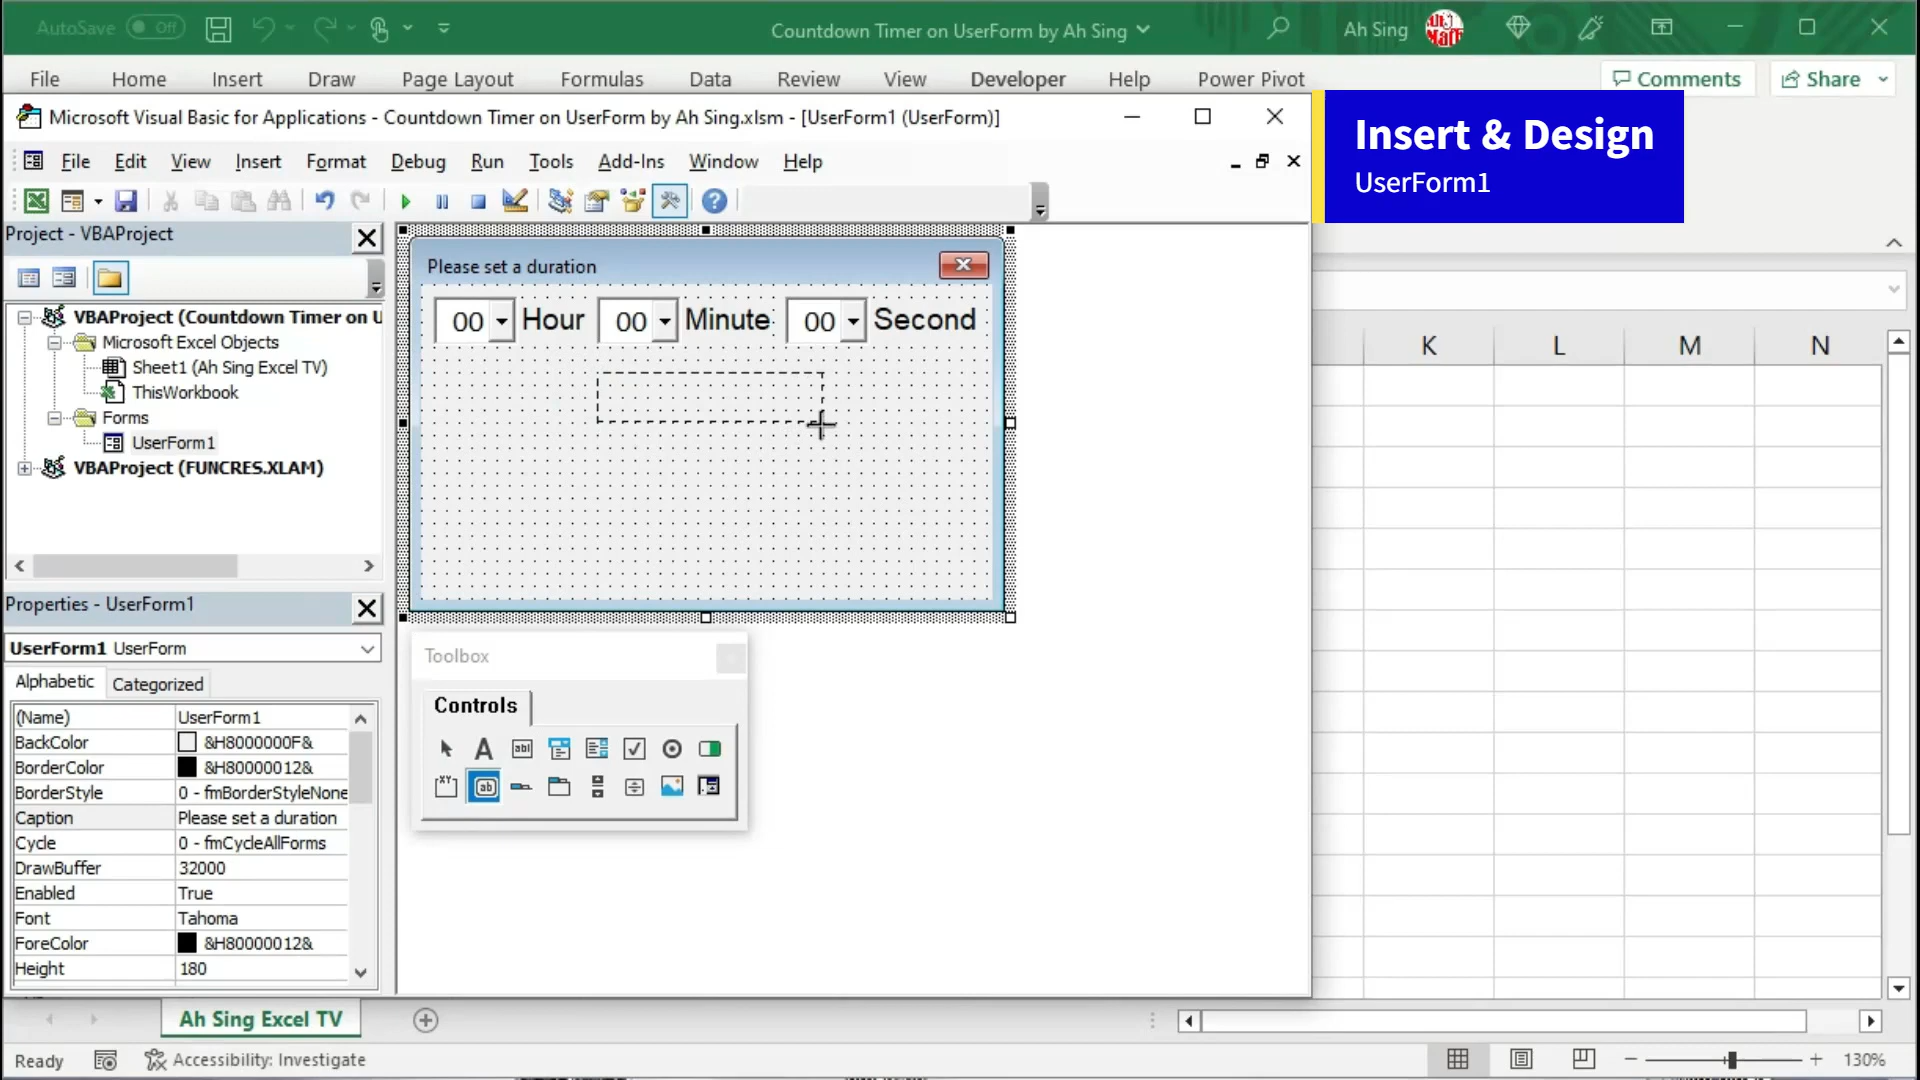 AutoSave Off
Countdown Timer on UserForm by Ah Sing
Ah Sing
File Home Insert Draw Page Layout Formulas Data Review View Developer Help Power Pivot
Comments
Share
Microsoft Visual Basic for Applications - Countdown Timer on UserForm by Ah Sing.xlsm - [UserForm1 (UserForm)]
Insert & Design
UserForm1
File Edit View Insert Format Debug Run Tools Add-Ins Window Help
Project - VBAProject
VBAProject (Countdown Timer on U
Microsoft Excel Objects
Sheet1 (Ah Sing Excel TV)
ThisWorkbook
Forms
UserForm1
VBAProject (FUNCRES.XLAM)
Please set a duration
00 Hour 00 Minute 00 Second
K L M N
Properties - UserForm1
UserForm1 UserForm
Alphabetic Categorized
(Name) UserForm1
BackColor &H8000000F&
BorderColor &H80000012&
BorderStyle 0 - fmBorderStyleNone
Caption Please set a duration
Cycle 0 - fmCycleAllForms
DrawBuffer 32000
Enabled True
Font Tahoma
ForeColor &H80000012&
Height 180
Toolbox
Controls
Ah Sing Excel TV
Ready
Accessibility: Investigate
130%